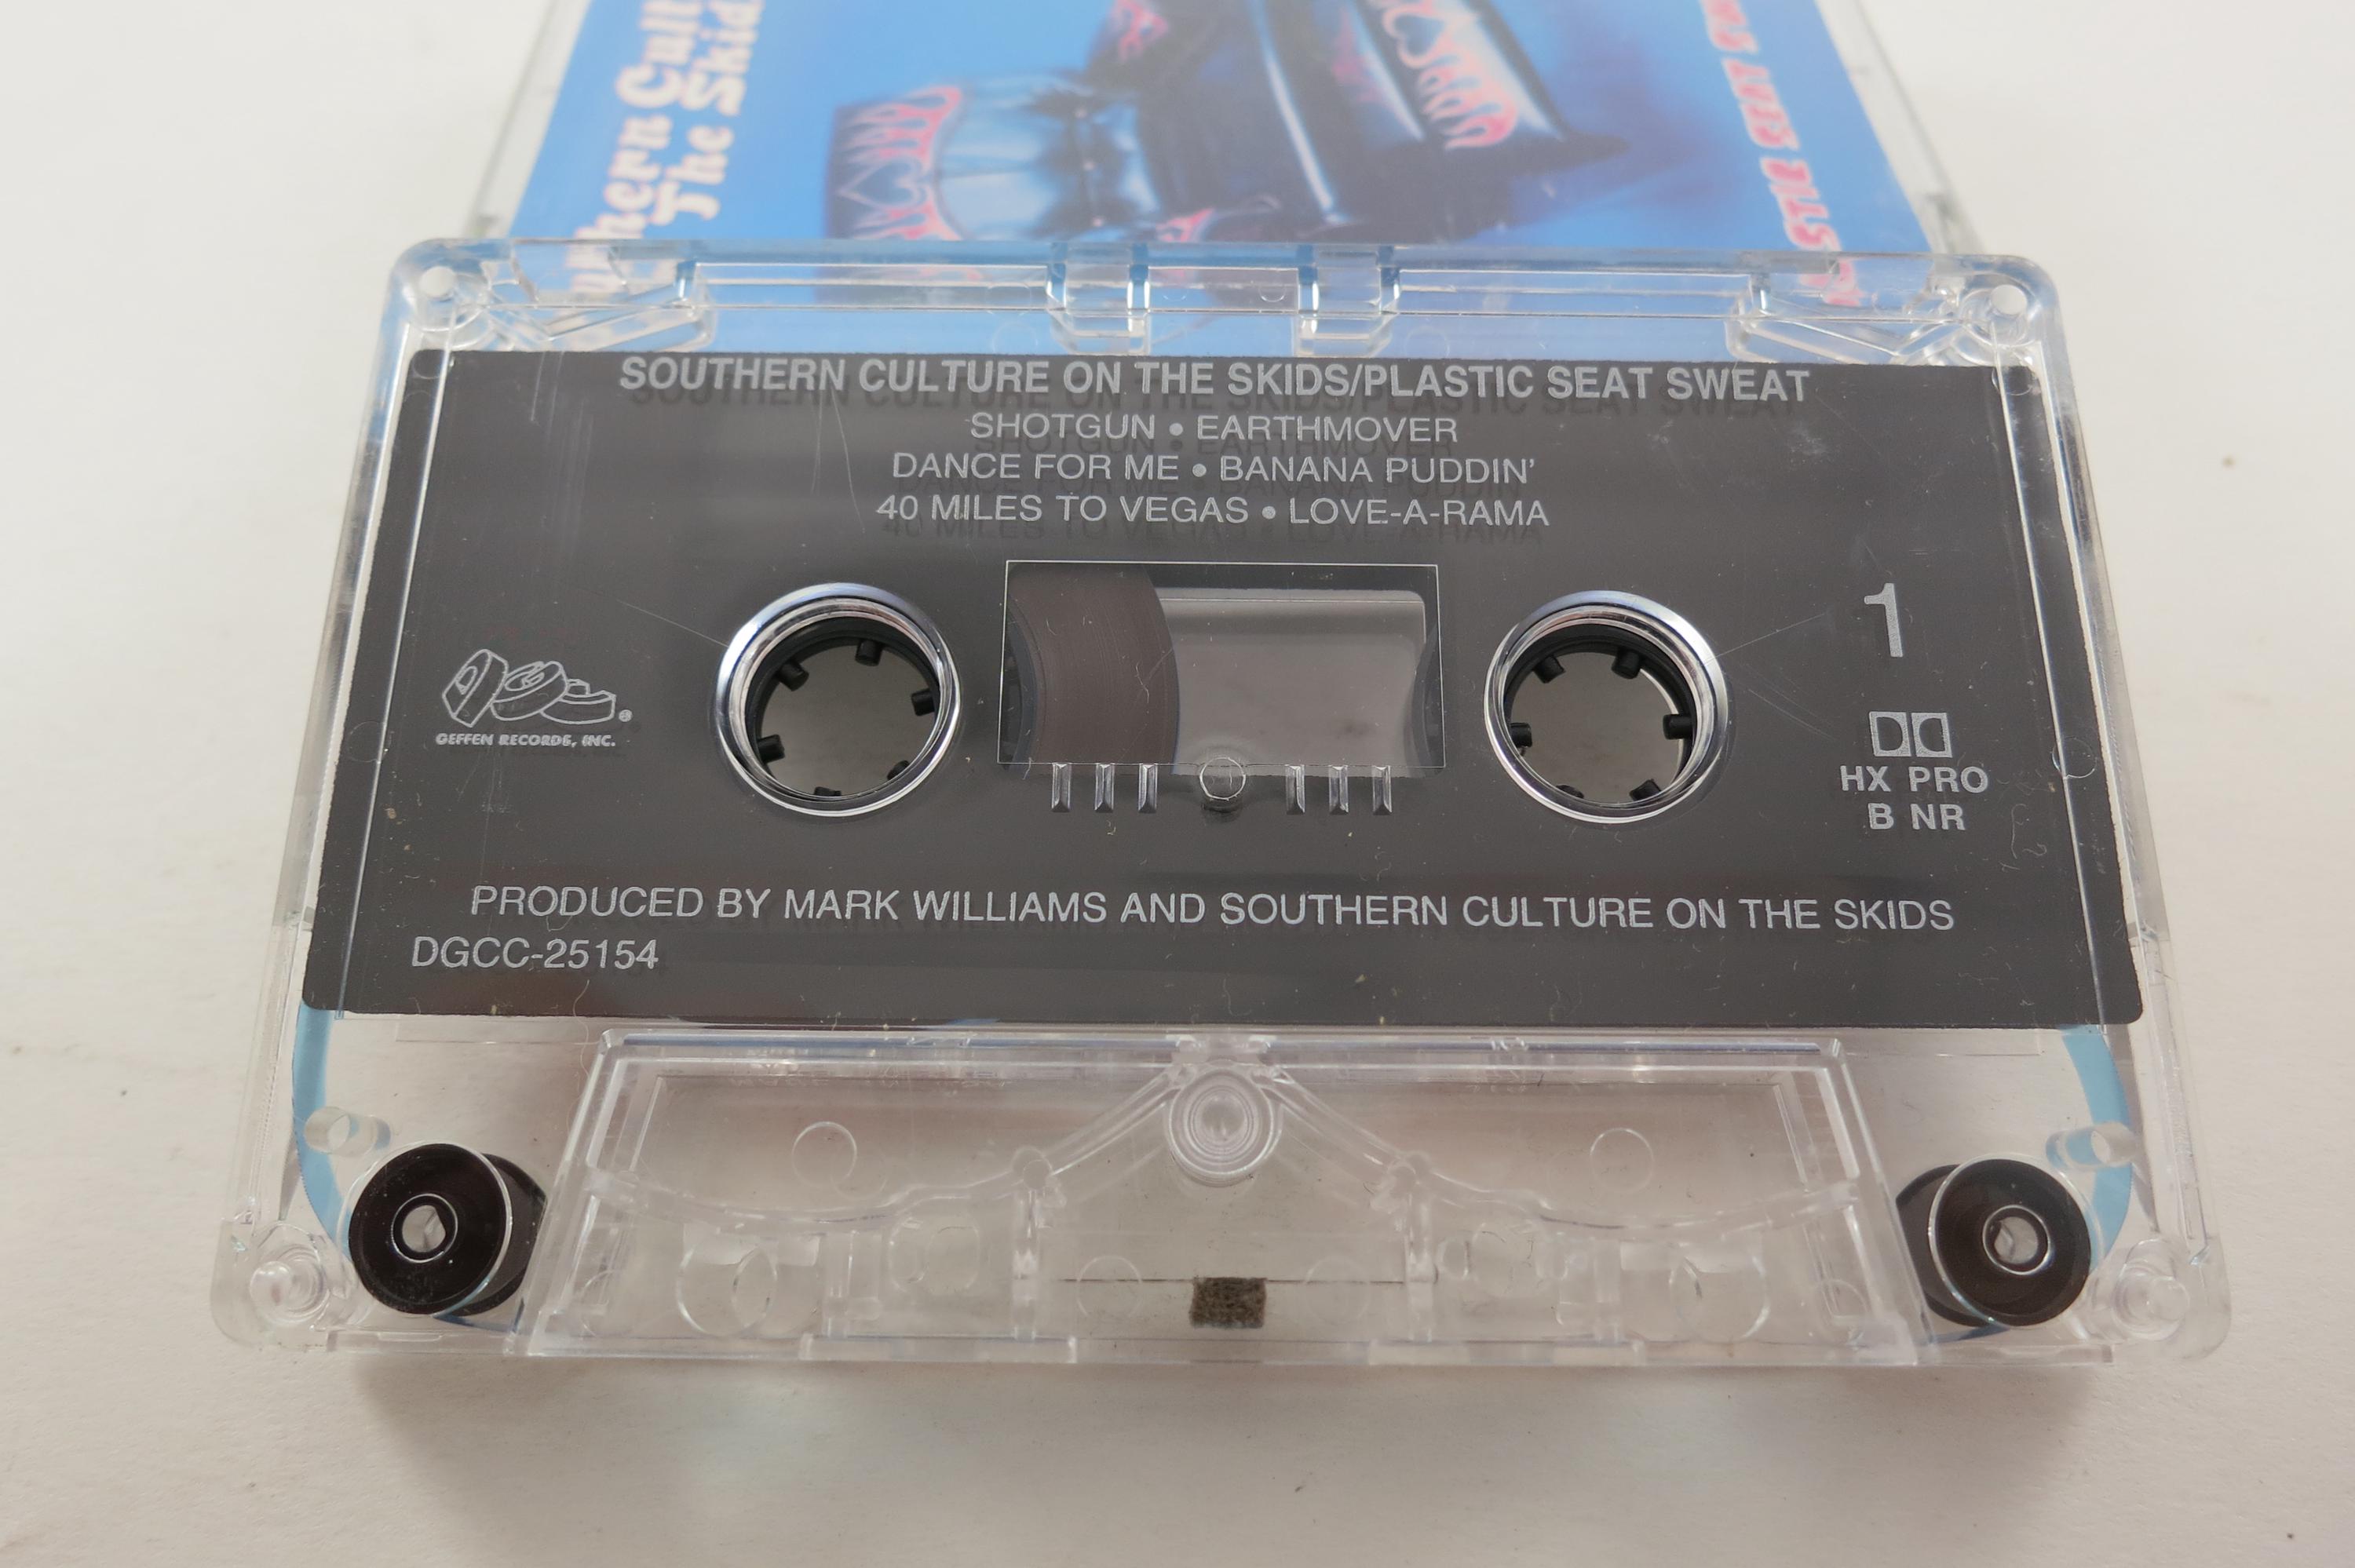 The Skid
SOUTHERN CULTURE ON THE SKIDS/PLASTIC SEAT SWEAT
SHOTGUN • EARTHMOVER
DANCE FOR ME • BANANA PUDDIN'
40 MILES TO VEGAS • LOVE-A-RAMA
1
GEFFEN RECORDS, INC.
HX PRO
B NR
PRODUCED BY MARK WILLIAMS AND SOUTHERN CULTURE ON THE SKIDS
DGCC-25154